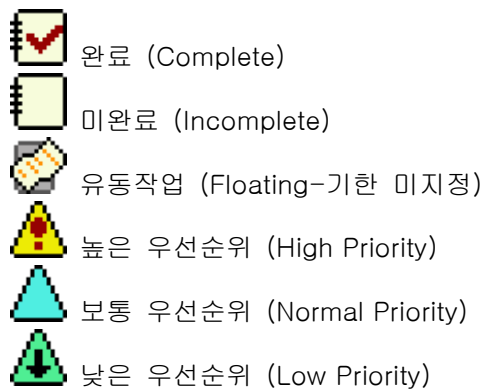 완료 (Complete)
미완료 (Incomplete)
유동작업 (Floating-기한 미지정)
높은 우선순위 (High Priority)
보통 우선순위 (Normal Priority)
낮은 우선순위 (Low Priority)